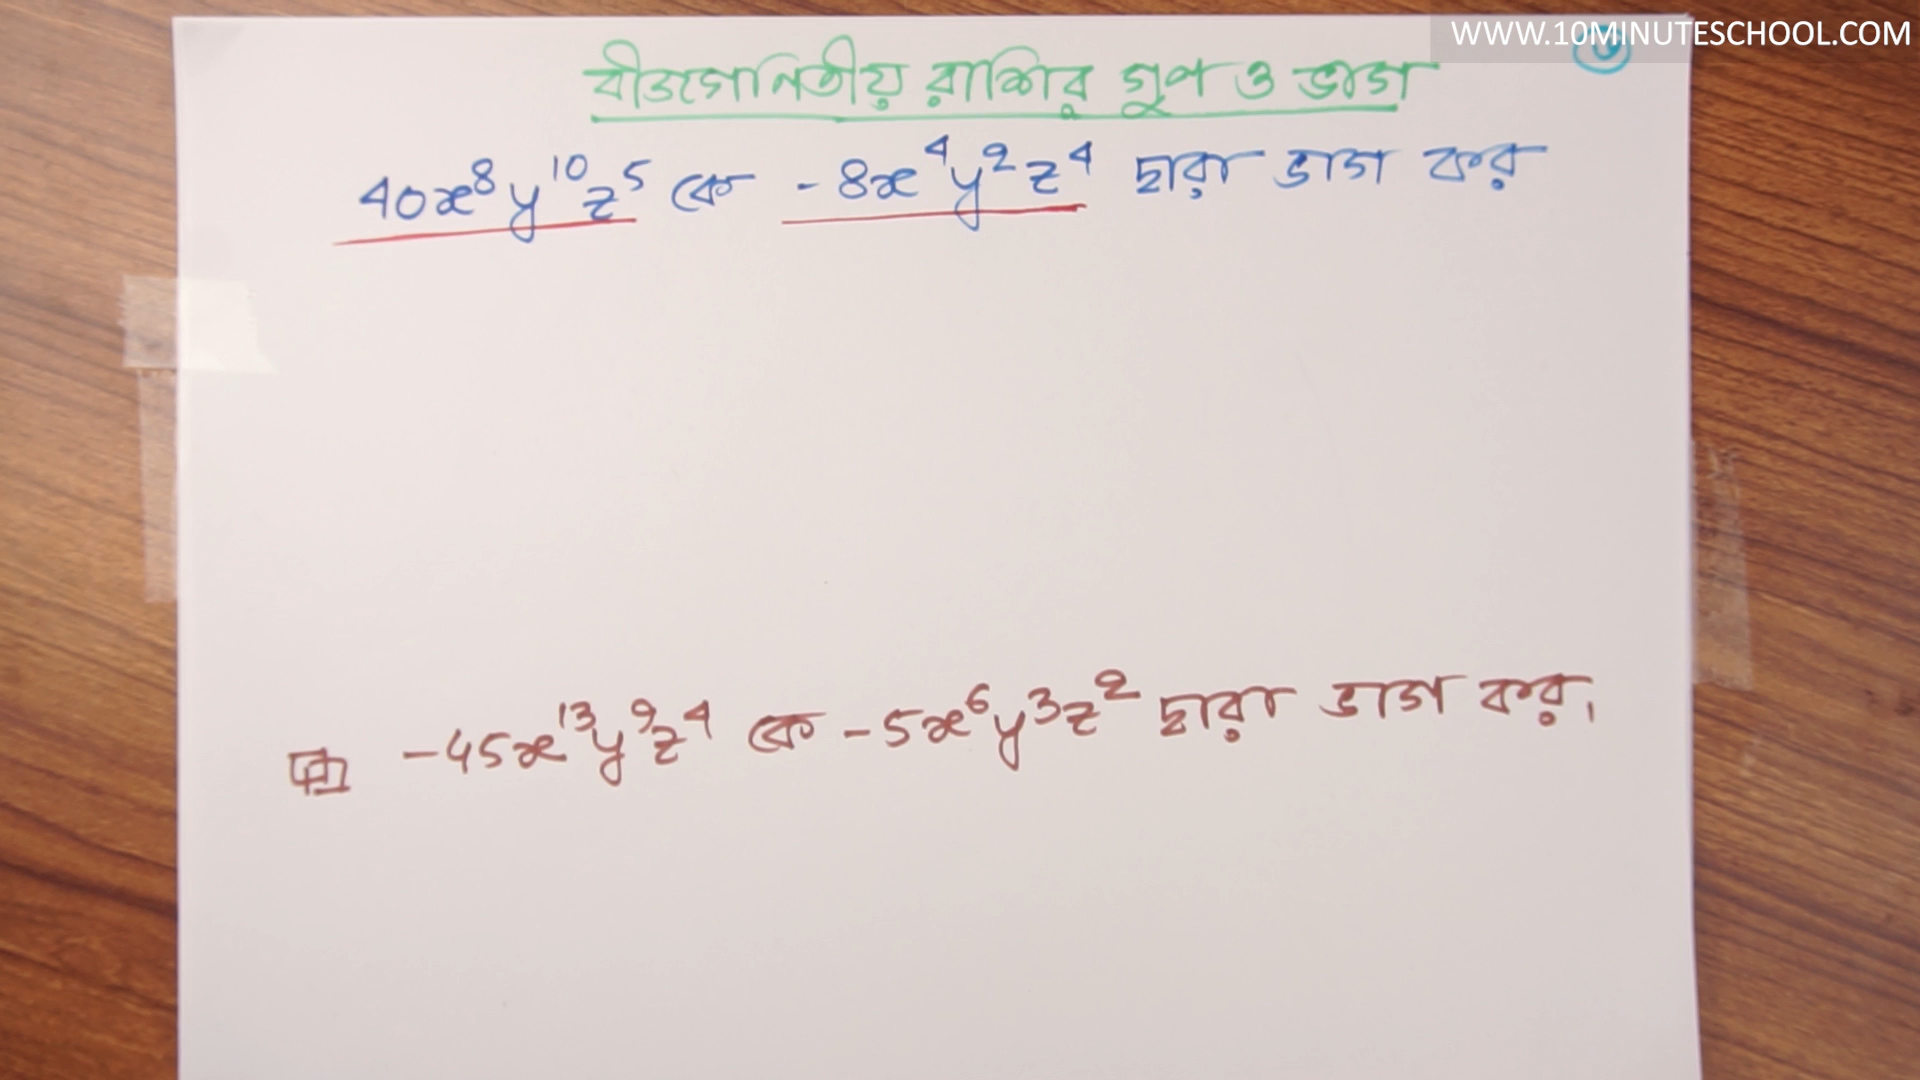 WWW.10MINUTESCHOOL.COM
বীজগোনিতীয় রাশির গুণ ও ভাগ
40x⁸y¹⁰z⁵ কে -8x⁴y²z⁴ দ্বারা ভাগ কর
-45x¹³y⁹z⁴ কে -5x⁶y³z² দ্বারা ভাগ কর।